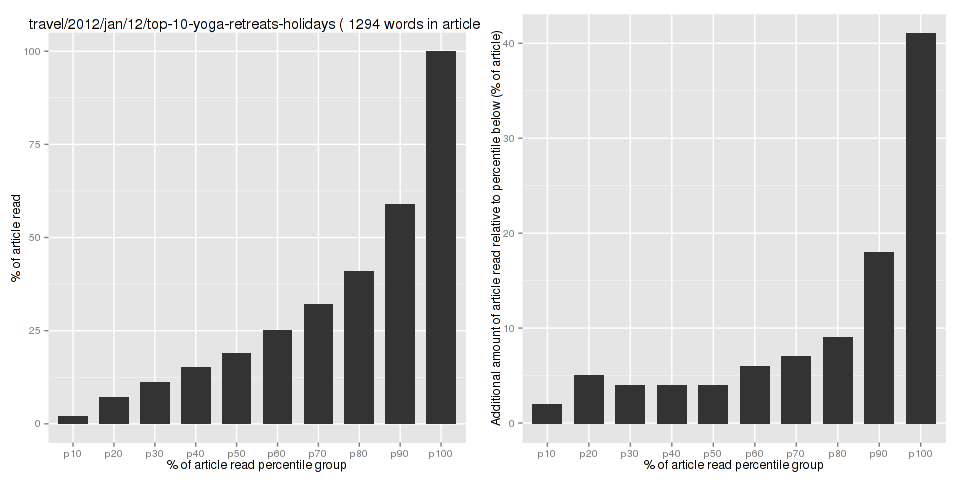 travel/2012/jan/12/top-10-yoga-retreats-holidays ( 1294 words in article
% of article read
100
75
50
25
0
p10 p20 p30 p40 p50 p60 p70 p80 p90 p100
% of article read percentile group
Additional amount of article read relative to percentile below (% of article)
40
30
20
10
0
p10 p20 p30 p40 p50 p60 p70 p80 p90 p100
% of article read percentile group